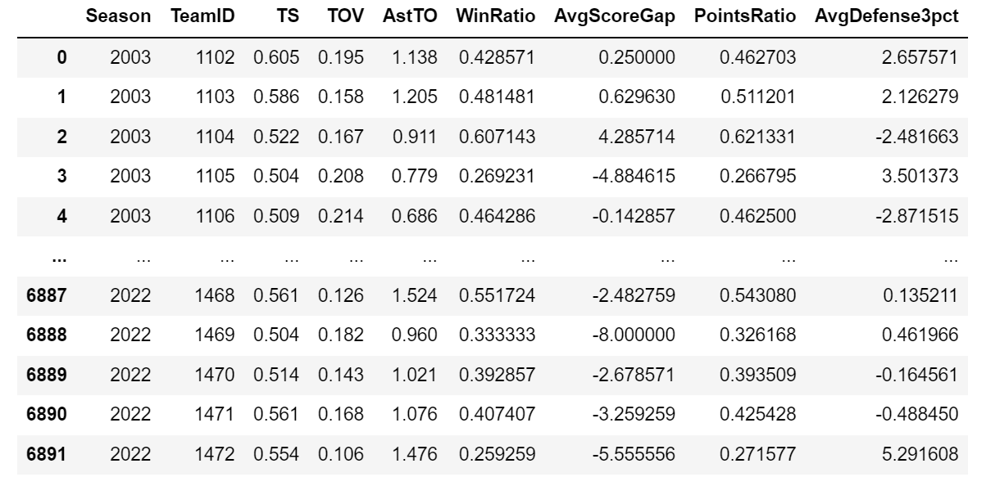 Season TeamID TS TOV AstTO WinRatio AvgScoreGap PointsRatio AvgDefense3pct
0 2003 1102 0.605 0.195 1.138 0.428571 0.250000 0.462703 2.657571
1 2003 1103 0.586 0.158 1.205 0.481481 0.629630 0.511201 2.126279
2 2003 1104 0.522 0.167 0.911 0.607143 4.285714 0.621331 -2.481663
3 2003 1105 0.504 0.208 0.779 0.269231 -4.884615 0.266795 3.501373
4 2003 1106 0.509 0.214 0.686 0.464286 -0.142857 0.462500 -2.871515
... ... ... ... ... ... ... ... ... ...
6887 2022 1468 0.561 0.126 1.524 0.551724 -2.482759 0.543080 0.135211
6888 2022 1469 0.504 0.182 0.960 0.333333 -8.000000 0.326168 0.461966
6889 2022 1470 0.514 0.143 1.021 0.392857 -2.678571 0.393509 -0.164561
6890 2022 1471 0.561 0.168 1.076 0.407407 -3.259259 0.425428 -0.488450
6891 2022 1472 0.554 0.106 1.476 0.259259 -5.555556 0.271577 5.291608